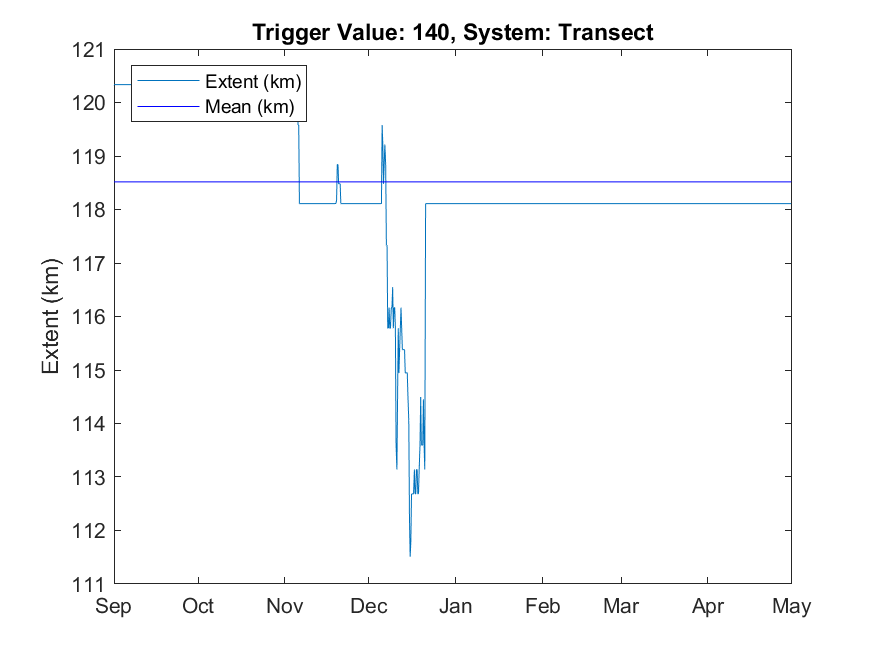 Trigger Value: 140, System: Transect
121
120
119
118
117
116
115
114
113
112
111
Extent (km)
Extent (km)
Mean (km)
Sep Oct Nov Dec Jan Feb Mar Apr May